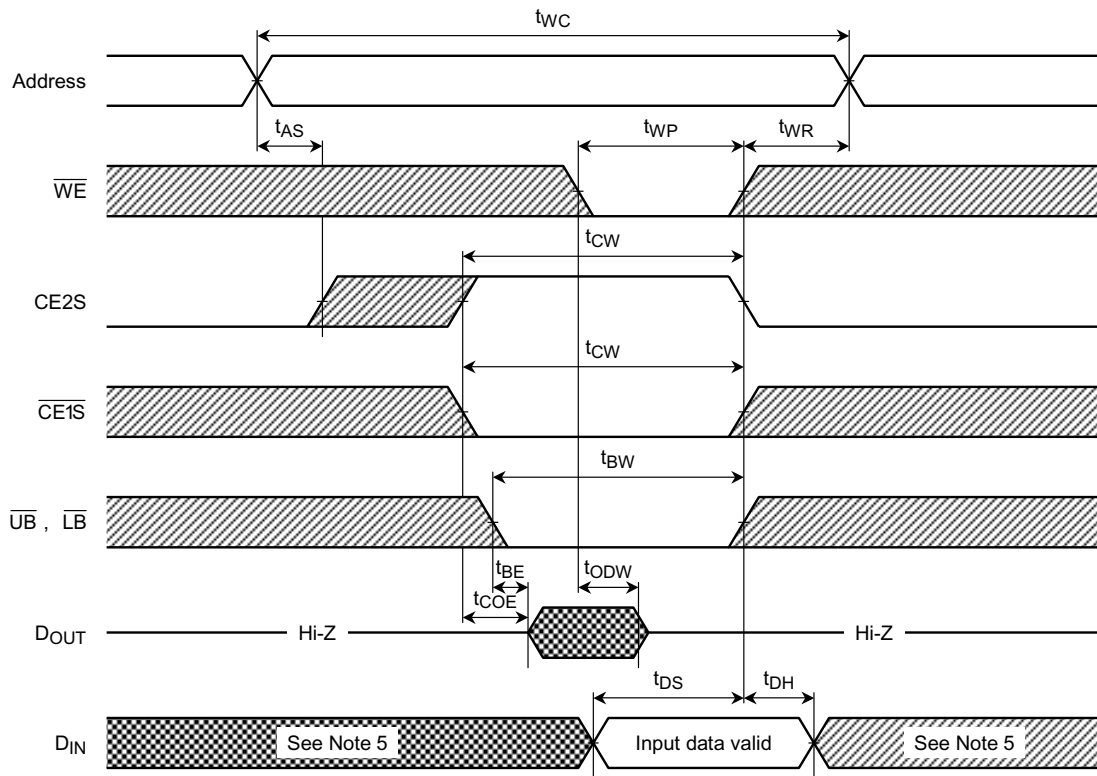 tWC
Address
tAS
tWP
tWR
WE
tCW
CE2S
tCW
CE1S
tBW
UB , LB
tBE
tODW
tCOE
DOUT
Hi-Z
Hi-Z
tDS
tDH
DIN
See Note 5
Input data valid
See Note 5